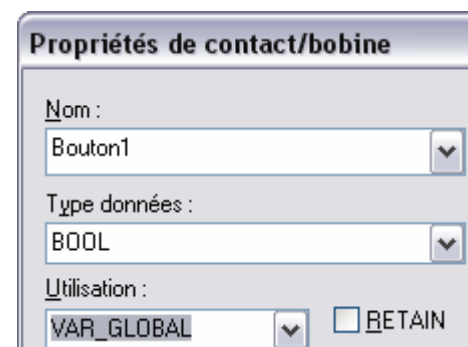 Propriétés de contact/bobine
Nom :
Bouton1
Type données :
BOOL
Utilisation :
VAR_GLOBAL
RETAIN